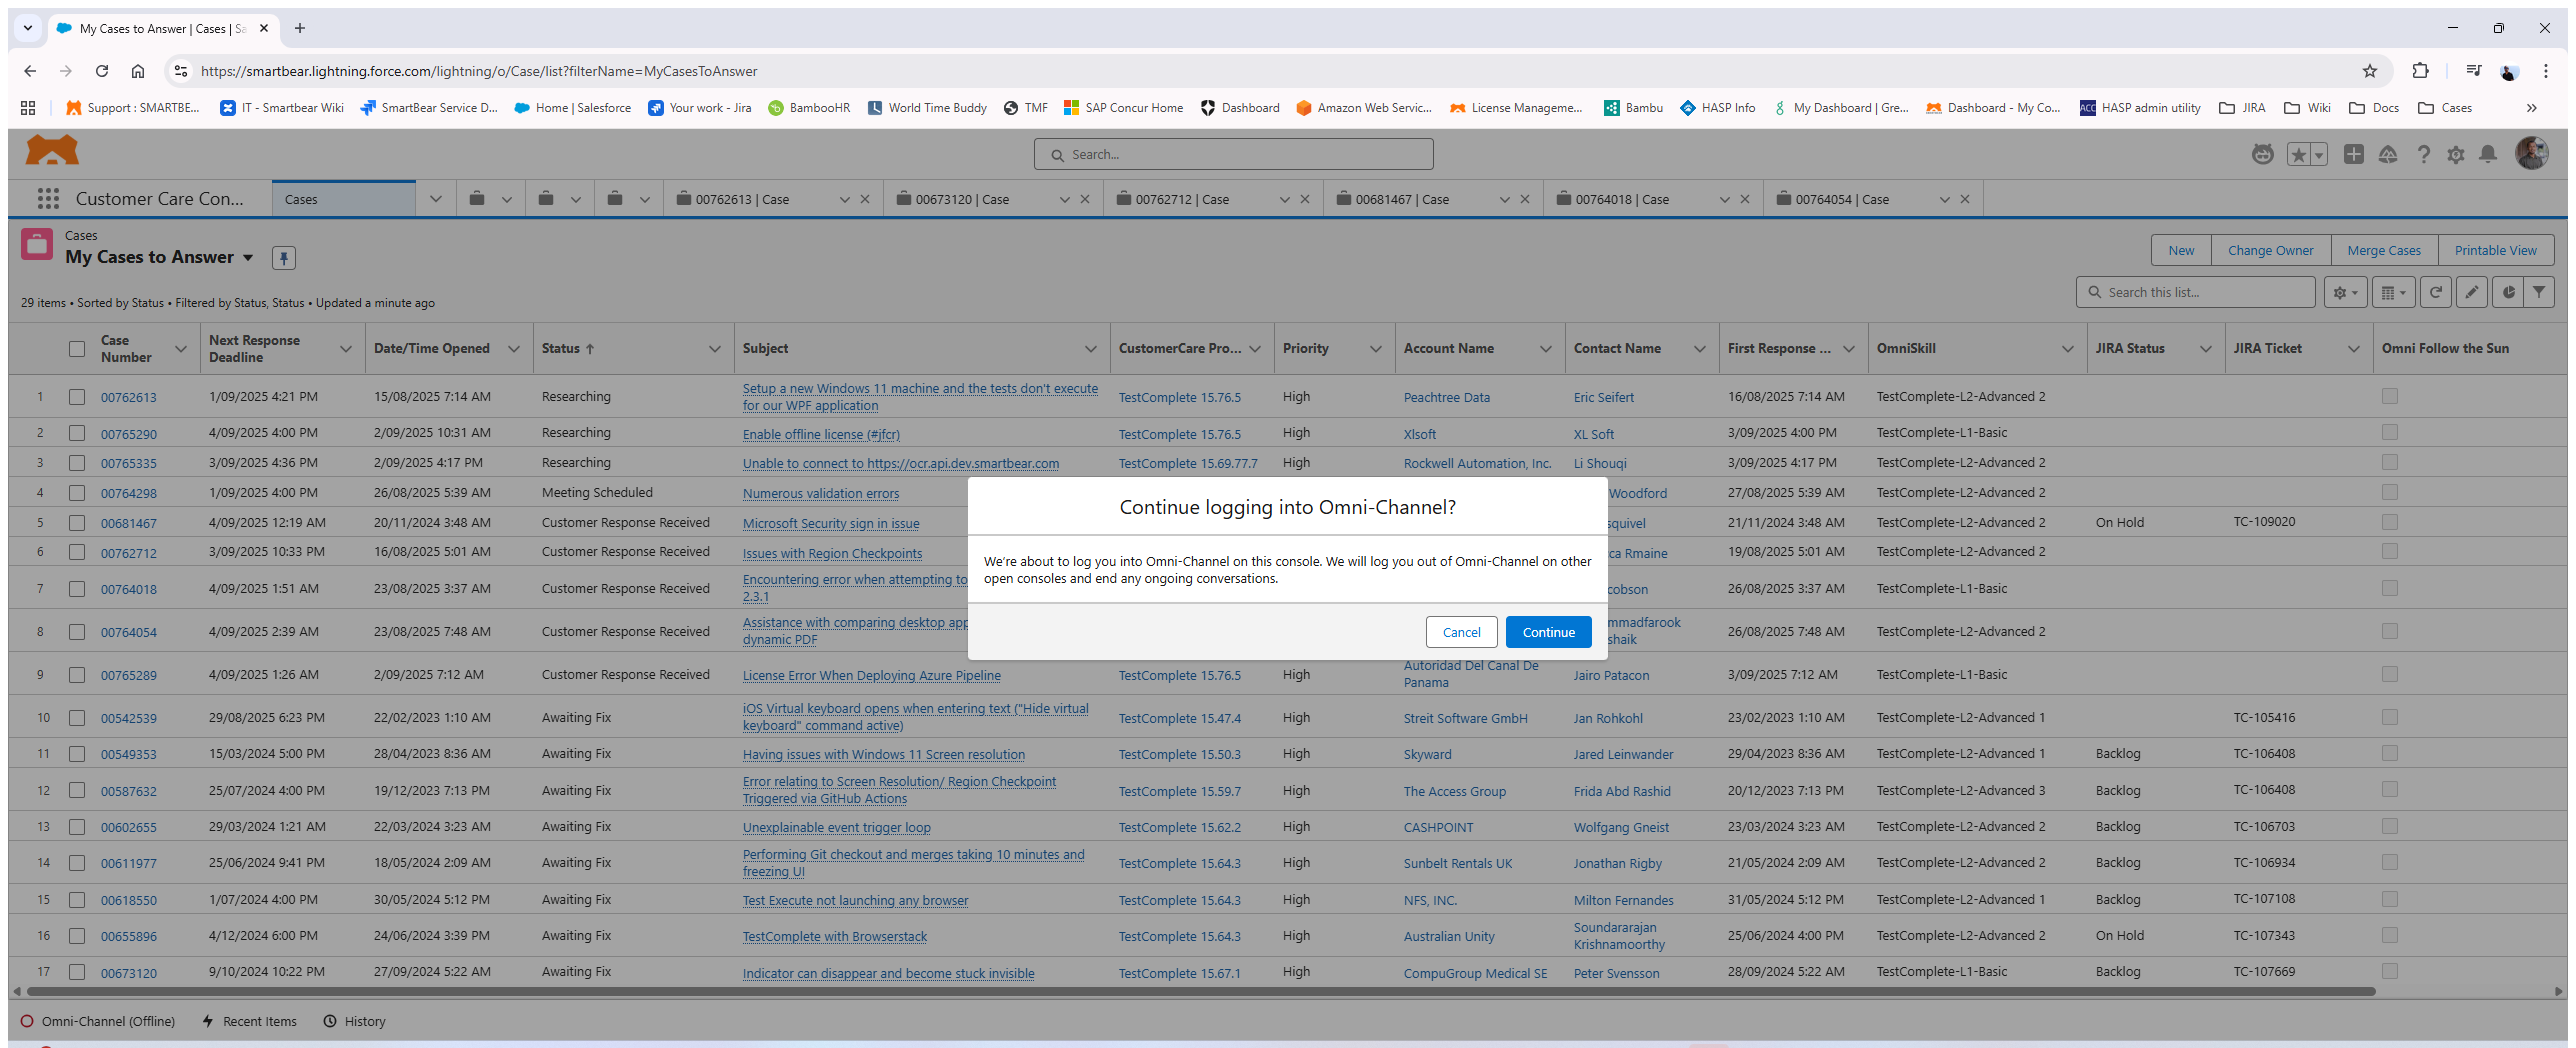 My Cases to Answer | Cases | Sa
https://smartbear.lightning.force.com/lightning/o/Case/list?filterName=MyCasesToAnswer
Support : SMARTBE... IT - Smartbear Wiki SmartBear Service D... Home | Salesforce Your work - Jira BambooHR World Time Buddy TMF SAP Concur Home Dashboard Amazon Web Servic... License Manageme... Bambu HASP Info My Dashboard | Gre... Dashboard - My Co... ACC HASP admin utility JIRA Wiki Docs Cases
Search...
Customer Care Con... Cases 00762613 | Case 00673120 | Case 00762712 | Case 00681467 | Case 00764018 | Case 00764054 | Case
Cases
My Cases to Answer
New Change Owner Merge Cases Printable View
29 items • Sorted by Status • Filtered by Status, Status • Updated a minute ago
Search this list...
Case Number Next Response Deadline Date/Time Opened Status ↑ Subject CustomerCare Pro... Priority Account Name Contact Name First Response ... OmniSkill JIRA Status JIRA Ticket Omni Follow the Sun
1 00762613 1/09/2025 4:21 PM 15/08/2025 7:14 AM Researching Setup a new Windows 11 machine and the tests don't execute for our WPF application TestComplete 15.76.5 High Peachtree Data Eric Seifert 16/08/2025 7:14 AM TestComplete-L2-Advanced 2
2 00765290 4/09/2025 4:00 PM 2/09/2025 10:31 AM Researching Enable offline license (#jfcr) TestComplete 15.76.5 High Xlsoft XL Soft 3/09/2025 4:00 PM TestComplete-L1-Basic
3 00765335 3/09/2025 4:36 PM 2/09/2025 4:17 PM Researching Unable to connect to https://ocr.api.dev.smartbear.com TestComplete 15.69.77.7 High Rockwell Automation, Inc. Li Shouqi 3/09/2025 4:17 PM TestComplete-L2-Advanced 2
4 00764298 1/09/2025 4:00 PM 26/08/2025 5:39 AM Meeting Scheduled Numerous validation errors Woodford 27/08/2025 5:39 AM TestComplete-L2-Advanced 2
5 00681467 4/09/2025 12:19 AM 20/11/2024 3:48 AM Customer Response Received Microsoft Security sign in issue squivel 21/11/2024 3:48 AM TestComplete-L2-Advanced 2 On Hold TC-109020
6 00762712 3/09/2025 10:33 PM 16/08/2025 5:01 AM Customer Response Received Issues with Region Checkpoints ca Rmaine 19/08/2025 5:01 AM TestComplete-L2-Advanced 2
7 00764018 4/09/2025 1:51 AM 23/08/2025 3:37 AM Customer Response Received Encountering error when attempting to 2.3.1 cobson 26/08/2025 3:37 AM TestComplete-L1-Basic
8 00764054 4/09/2025 2:39 AM 23/08/2025 7:48 AM Customer Response Received Assistance with comparing desktop app dynamic PDF mmadfarook shaik 26/08/2025 7:48 AM TestComplete-L2-Advanced 2
9 00765289 4/09/2025 1:26 AM 2/09/2025 7:12 AM Customer Response Received License Error When Deploying Azure Pipeline TestComplete 15.76.5 High Autoridad Del Canal De Panama Jairo Patacon 3/09/2025 7:12 AM TestComplete-L1-Basic
10 00542539 29/08/2025 6:23 PM 22/02/2023 1:10 AM Awaiting Fix iOS Virtual keyboard opens when entering text ("Hide virtual keyboard" command active) TestComplete 15.47.4 High Streit Software GmbH Jan Rohkohl 23/02/2023 1:10 AM TestComplete-L2-Advanced 1 TC-105416
11 00549353 15/03/2024 5:00 PM 28/04/2023 8:36 AM Awaiting Fix Having issues with Windows 11 Screen resolution TestComplete 15.50.3 High Skyward Jared Leinwander 29/04/2023 8:36 AM TestComplete-L2-Advanced 1 Backlog TC-106408
12 00587632 25/07/2024 4:00 PM 19/12/2023 7:13 PM Awaiting Fix Error relating to Screen Resolution/ Region Checkpoint Triggered via GitHub Actions TestComplete 15.59.7 High The Access Group Frida Abd Rashid 20/12/2023 7:13 PM TestComplete-L2-Advanced 3 Backlog TC-106408
13 00602655 29/03/2024 1:21 AM 22/03/2024 3:23 AM Awaiting Fix Unexplainable event trigger loop TestComplete 15.62.2 High CASHPOINT Wolfgang Gneist 23/03/2024 3:23 AM TestComplete-L2-Advanced 2 Backlog TC-106703
14 00611977 25/06/2024 9:41 PM 18/05/2024 2:09 AM Awaiting Fix Performing Git checkout and merges taking 10 minutes and freezing UI TestComplete 15.64.3 High Sunbelt Rentals UK Jonathan Rigby 21/05/2024 2:09 AM TestComplete-L2-Advanced 2 Backlog TC-106934
15 00618550 1/07/2024 4:00 PM 30/05/2024 5:12 PM Awaiting Fix Test Execute not launching any browser TestComplete 15.64.3 High NFS, INC. Milton Fernandes 31/05/2024 5:12 PM TestComplete-L2-Advanced 1 Backlog TC-107108
16 00655896 4/12/2024 6:00 PM 24/06/2024 3:39 PM Awaiting Fix TestComplete with Browserstack TestComplete 15.64.3 High Australian Unity Soundararajan Krishnamoorthy 25/06/2024 4:00 PM TestComplete-L2-Advanced 2 On Hold TC-107343
17 00673120 9/10/2024 10:22 PM 27/09/2024 5:22 AM Awaiting Fix Indicator can disappear and become stuck invisible TestComplete 15.67.1 High CompuGroup Medical SE Peter Svensson 28/09/2024 5:22 AM TestComplete-L1-Basic Backlog TC-107669
Continue logging into Omni-Channel?
We're about to log you into Omni-Channel on this console. We will log you out of Omni-Channel on other
open consoles and end any ongoing conversations.
Cancel Continue
Omni-Channel (Offline) Recent Items History